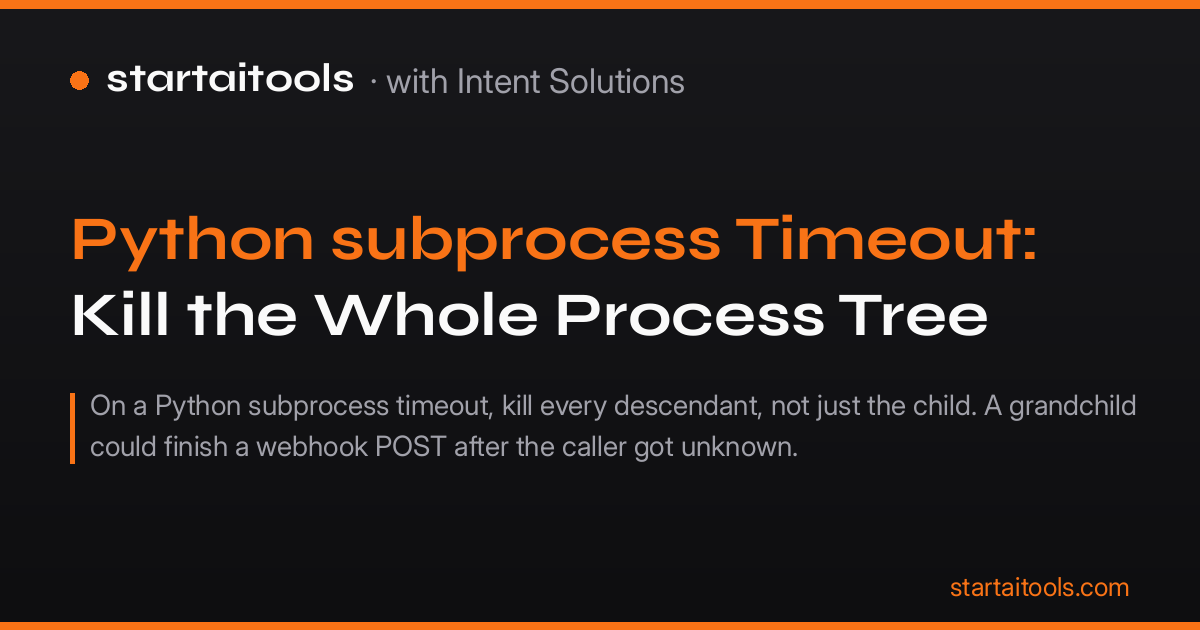 startaitools · with Intent Solutions
Python subprocess Timeout:
Kill the Whole Process Tree
On a Python subprocess timeout, kill every descendant, not just the child. A grandchild
could finish a webhook POST after the caller got unknown.
startaitools.com